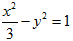 x²/3 − y² = 1